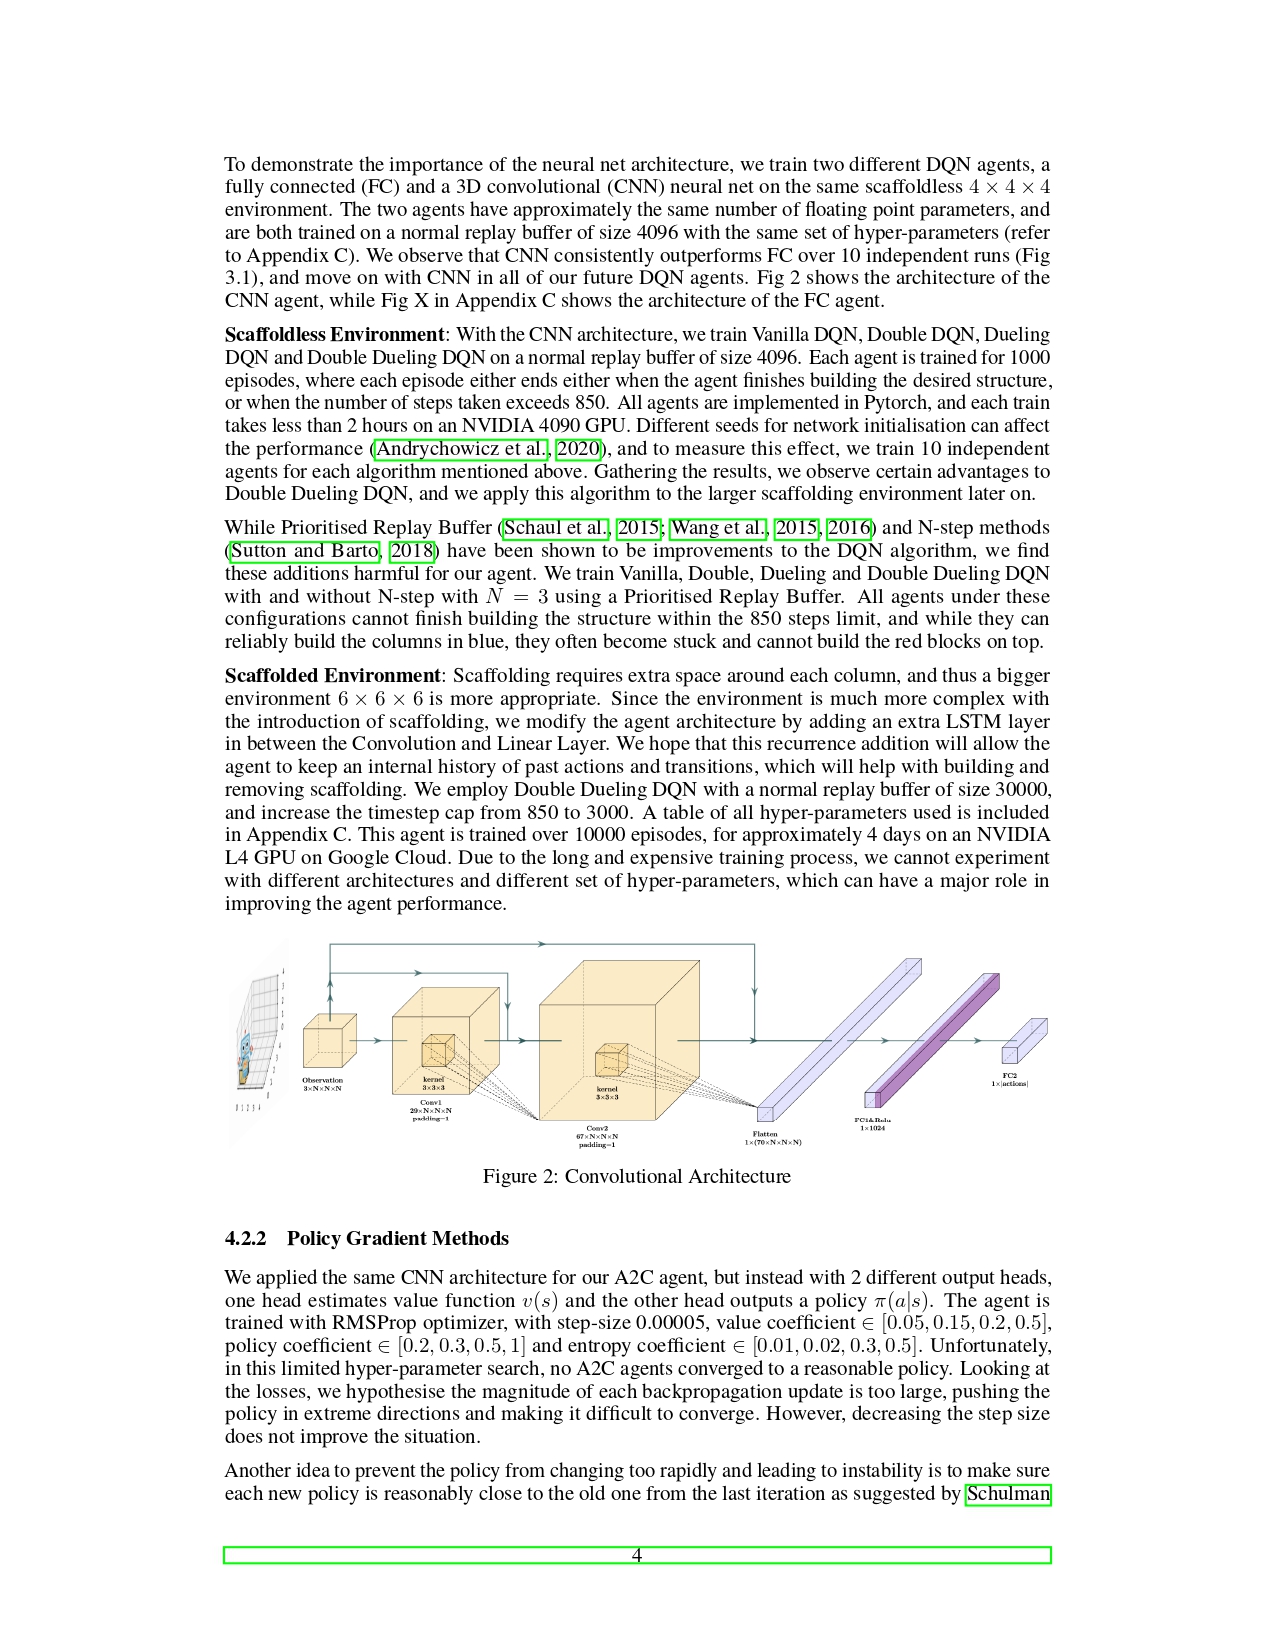 To demonstrate the importance of the neural net architecture, we train two different DQN agents, a
fully connected (FC) and a 3D convolutional (CNN) neural net on the same scaffoldless 4 × 4 × 4
environment. The two agents have approximately the same number of floating point parameters, and
are both trained on a normal replay buffer of size 4096 with the same set of hyper-parameters (refer
to Appendix C). We observe that CNN consistently outperforms FC over 10 independent runs (Fig
3.1), and move on with CNN in all of our future DQN agents. Fig 2 shows the architecture of the
CNN agent, while Fig X in Appendix C shows the architecture of the FC agent.
Scaffoldless Environment: With the CNN architecture, we train Vanilla DQN, Double DQN, Dueling
DQN and Double Dueling DQN on a normal replay buffer of size 4096. Each agent is trained for 1000
episodes, where each episode either ends either when the agent finishes building the desired structure,
or when the number of steps taken exceeds 850. All agents are implemented in Pytorch, and each train
takes less than 2 hours on an NVIDIA 4090 GPU. Different seeds for network initialisation can affect
the performance (Andrychowicz et al., 2020), and to measure this effect, we train 10 independent
agents for each algorithm mentioned above. Gathering the results, we observe certain advantages to
Double Dueling DQN, and we apply this algorithm to the larger scaffolding environment later on.
While Prioritised Replay Buffer (Schaul et al., 2015; Wang et al., 2015, 2016) and N-step methods
(Sutton and Barto, 2018) have been shown to be improvements to the DQN algorithm, we find
these additions harmful for our agent. We train Vanilla, Double, Dueling and Double Dueling DQN
with and without N-step with N = 3 using a Prioritised Replay Buffer. All agents under these
configurations cannot finish building the structure within the 850 steps limit, and while they can
reliably build the columns in blue, they often become stuck and cannot build the red blocks on top.
Scaffolded Environment: Scaffolding requires extra space around each column, and thus a bigger
environment 6 × 6 × 6 is more appropriate. Since the environment is much more complex with
the introduction of scaffolding, we modify the agent architecture by adding an extra LSTM layer
in between the Convolution and Linear Layer. We hope that this recurrence addition will allow the
agent to keep an internal history of past actions and transitions, which will help with building and
removing scaffolding. We employ Double Dueling DQN with a normal replay buffer of size 30000,
and increase the timestep cap from 850 to 3000. A table of all hyper-parameters used is included
in Appendix C. This agent is trained over 10000 episodes, for approximately 4 days on an NVIDIA
L4 GPU on Google Cloud. Due to the long and expensive training process, we cannot experiment
with different architectures and different set of hyper-parameters, which can have a major role in
improving the agent performance.
Observation
3×N×N×N
kernel
3×3×3
Conv1
29×N×N×N
padding=1
kernel
3×3×3
Conv2
67×N×N×N
padding=1
Flatten
1×(70×N×N×N)
FC1&Relu
1×1024
FC2
1×|actions|
Figure 2: Convolutional Architecture
4.2.2 Policy Gradient Methods
We applied the same CNN architecture for our A2C agent, but instead with 2 different output heads,
one head estimates value function v(s) and the other head outputs a policy π(a|s). The agent is
trained with RMSProp optimizer, with step-size 0.00005, value coefficient ∈ [0.05, 0.15, 0.2, 0.5],
policy coefficient ∈ [0.2, 0.3, 0.5, 1] and entropy coefficient ∈ [0.01, 0.02, 0.3, 0.5]. Unfortunately,
in this limited hyper-parameter search, no A2C agents converged to a reasonable policy. Looking at
the losses, we hypothesise the magnitude of each backpropagation update is too large, pushing the
policy in extreme directions and making it difficult to converge. However, decreasing the step size
does not improve the situation.
Another idea to prevent the policy from changing too rapidly and leading to instability is to make sure
each new policy is reasonably close to the old one from the last iteration as suggested by Schulman
4